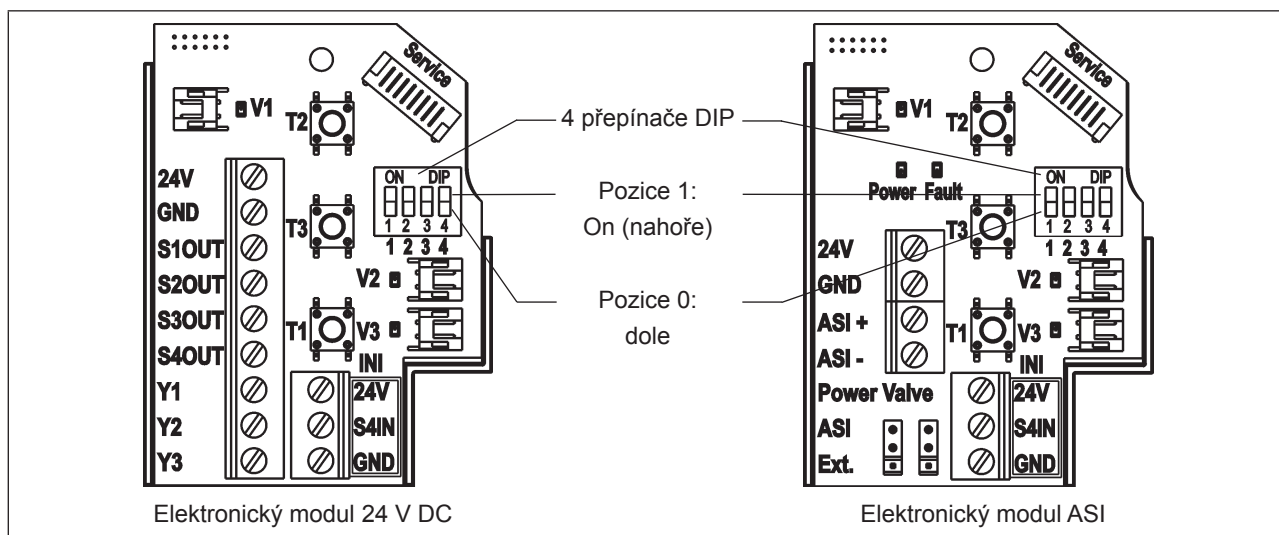 Service
V1
T2
24V
GND
S1OUT
S2OUT
S3OUT
S4OUT
Y1
Y2
Y3
T3
T1
ON DIP
1 2 3 4
1 2 3 4
V2
V3
INI
24V
S4IN
GND
4 přepínače DIP
Pozice 1:
On (nahoře)
Pozice 0:
dole
Service
V1
T2
Power Fault
T3
ON DIP
1 2 3 4
1 2 3 4
24V
GND
ASI +
ASI -
T1
V2
V3
INI
Power Valve
ASI
Ext.
24V
S4IN
GND
Elektronický modul 24 V DC
Elektronický modul ASI